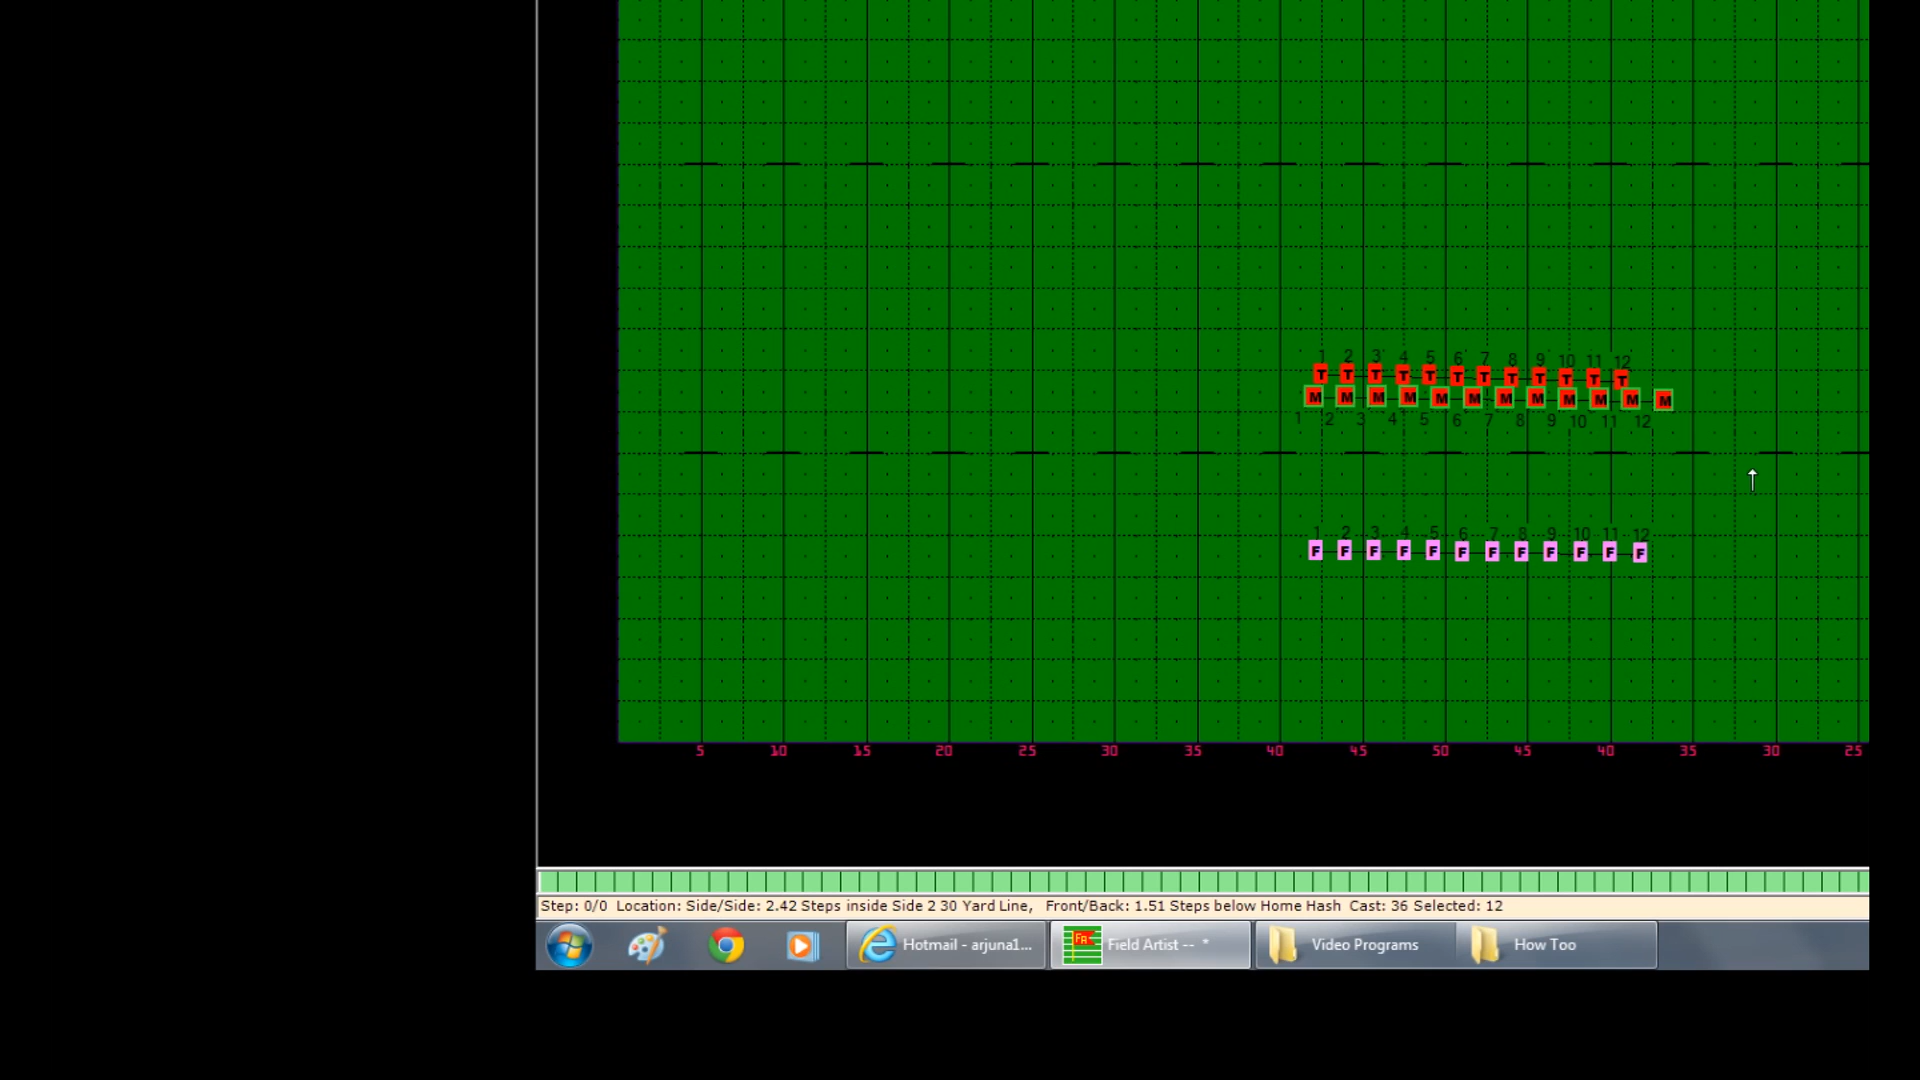 1 2 3 4 5 6 7 8 9 10 11 12
T T T T T T T T T T T T
M M M M M M M M M M M M
1 2 3 4 5 6 7 8 9 10 11 12
1 2 3 4 5 6 7 8 9 10 11 12
F F F F F F F F F F F F
5 10 15 20 25 30 35 40 45 50 45 40 35 30 25
Step: 0/0 Location: Side/Side: 2.42 Steps inside Side 2 30 Yard Line, Front/Back: 1.51 Steps below Home Hash Cast: 36 Selected: 12
Hotmail - arjuna1... FA Field Artist -- * Video Programs How Too